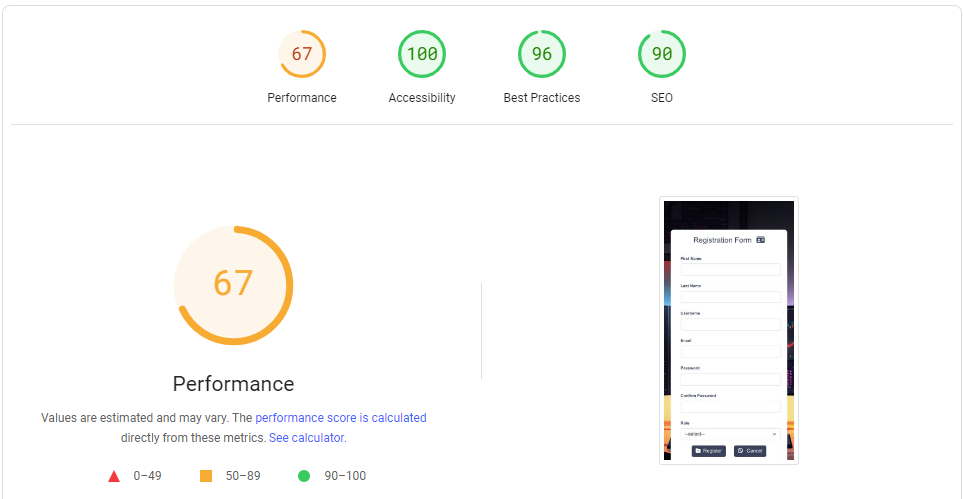 67
100
96
90
Performance
Accessibility
Best Practices
SEO
67
Performance
Values are estimated and may vary. The performance score is calculated
directly from these metrics. See calculator.
0–49
50–89
90–100
Registration Form
First Name
Last Name
Username
Email
Password
Confirm Password
Role
--select--
Register
Cancel